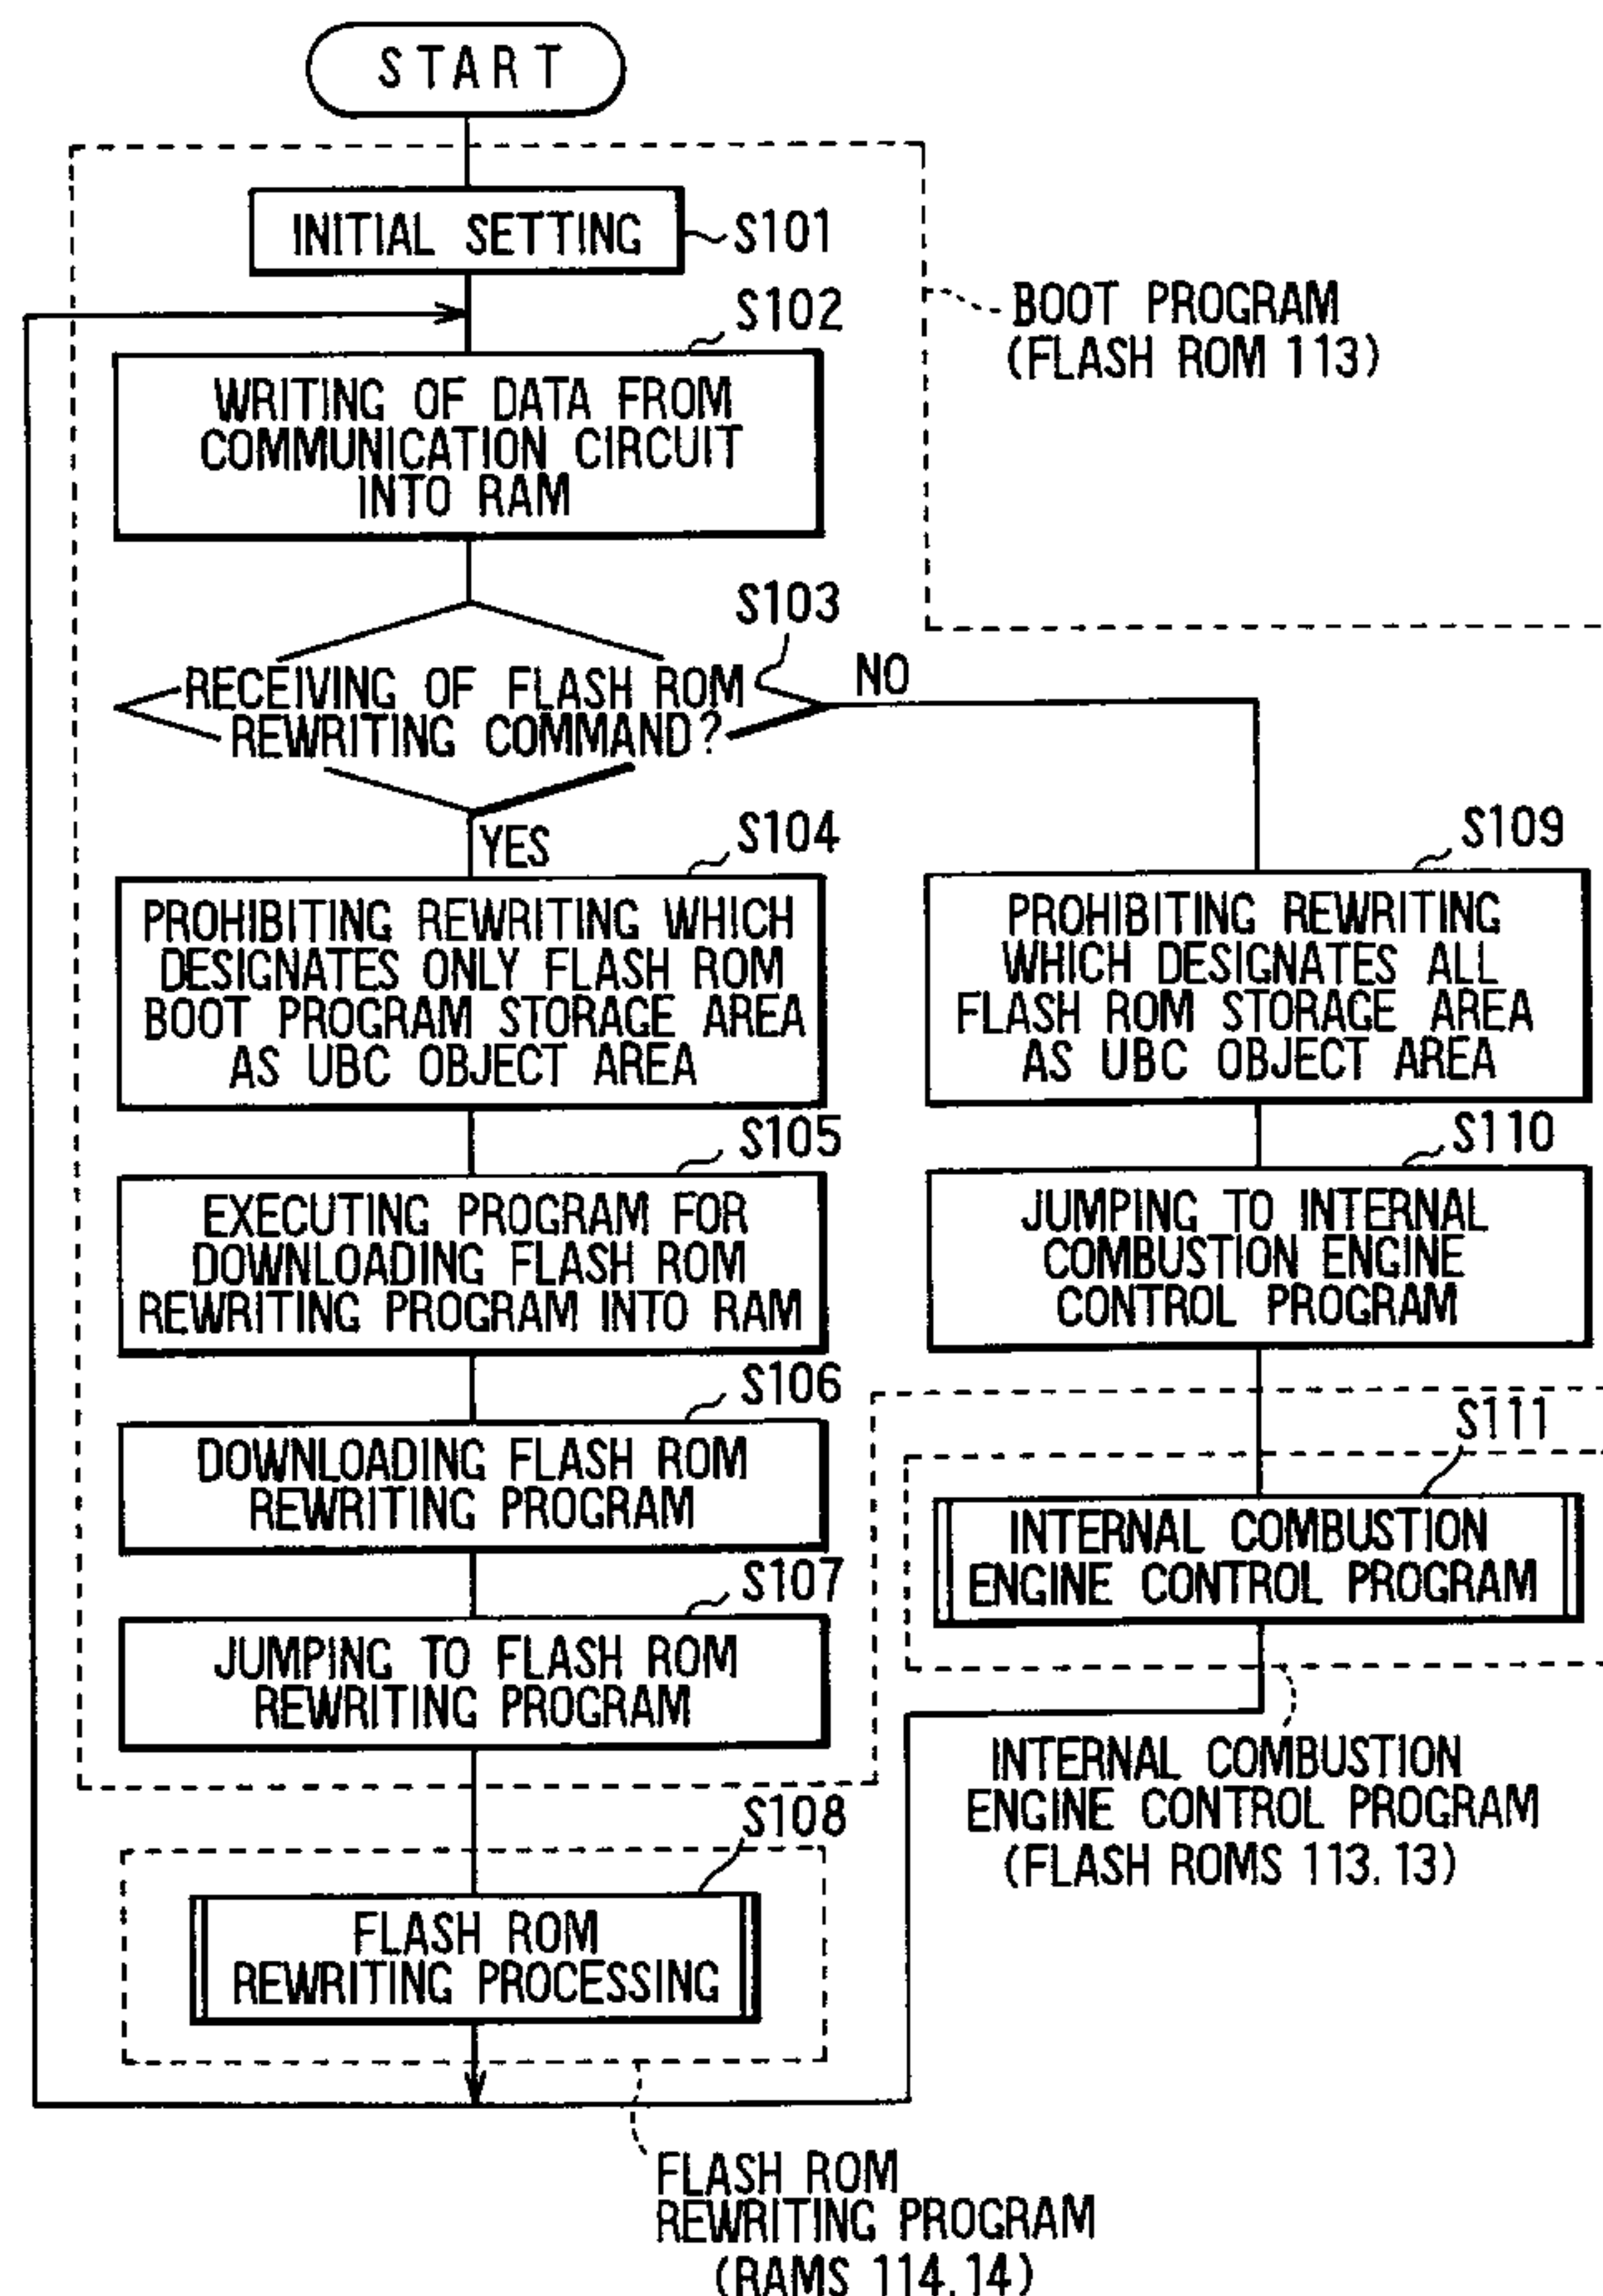 START
INITIAL SETTING
S101
BOOT PROGRAM
(FLASH ROM 113)
S102
WRITING OF DATA FROM
COMMUNICATION CIRCUIT
INTO RAM
S103
RECEIVING OF FLASH ROM
REWRITING COMMAND?
NO
YES
S104
PROHIBITING REWRITING WHICH
DESIGNATES ONLY FLASH ROM
BOOT PROGRAM STORAGE AREA
AS UBC OBJECT AREA
S105
EXECUTING PROGRAM FOR
DOWNLOADING FLASH ROM
REWRITING PROGRAM INTO RAM
S106
DOWNLOADING FLASH ROM
REWRITING PROGRAM
S107
JUMPING TO FLASH ROM
REWRITING PROGRAM
S108
FLASH ROM
REWRITING PROCESSING
FLASH ROM
REWRITING PROGRAM
(RAMS 114.14)
S109
PROHIBITING REWRITING
WHICH DESIGNATES ALL
FLASH ROM STORAGE AREA
AS UBC OBJECT AREA
S110
JUMPING TO INTERNAL
COMBUSTION ENGINE
CONTROL PROGRAM
S111
INTERNAL COMBUSTION
ENGINE CONTROL PROGRAM
INTERNAL COMBUSTION
ENGINE CONTROL PROGRAM
(FLASH ROMS 113.13)